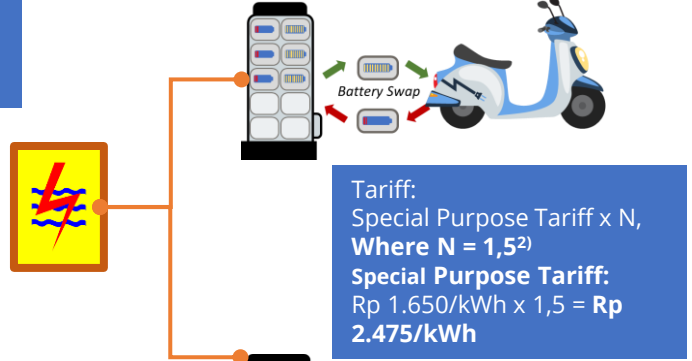 Battery Swap
Tariff:
Special Purpose Tariff x N,
Where N = 1,5²⁾
Special Purpose Tariff:
Rp 1.650/kWh x 1,5 = Rp
2.475/kWh